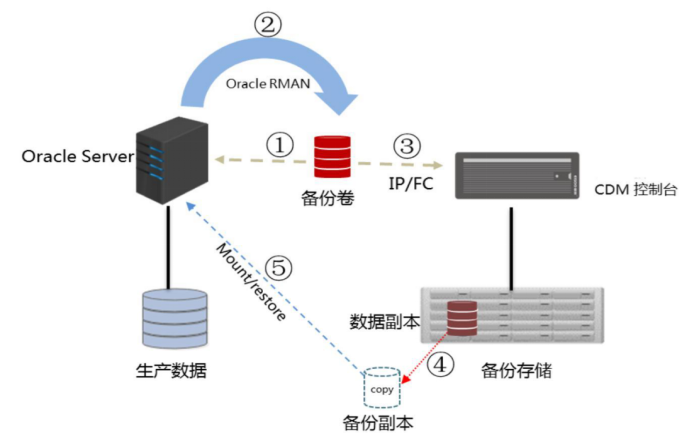 ②
Oracle RMAN
Oracle Server
①
③
备份卷
IP/FC
CDM 控制台
⑤
Mount/restore
数据副本
生产数据
④
备份存储
copy
备份副本